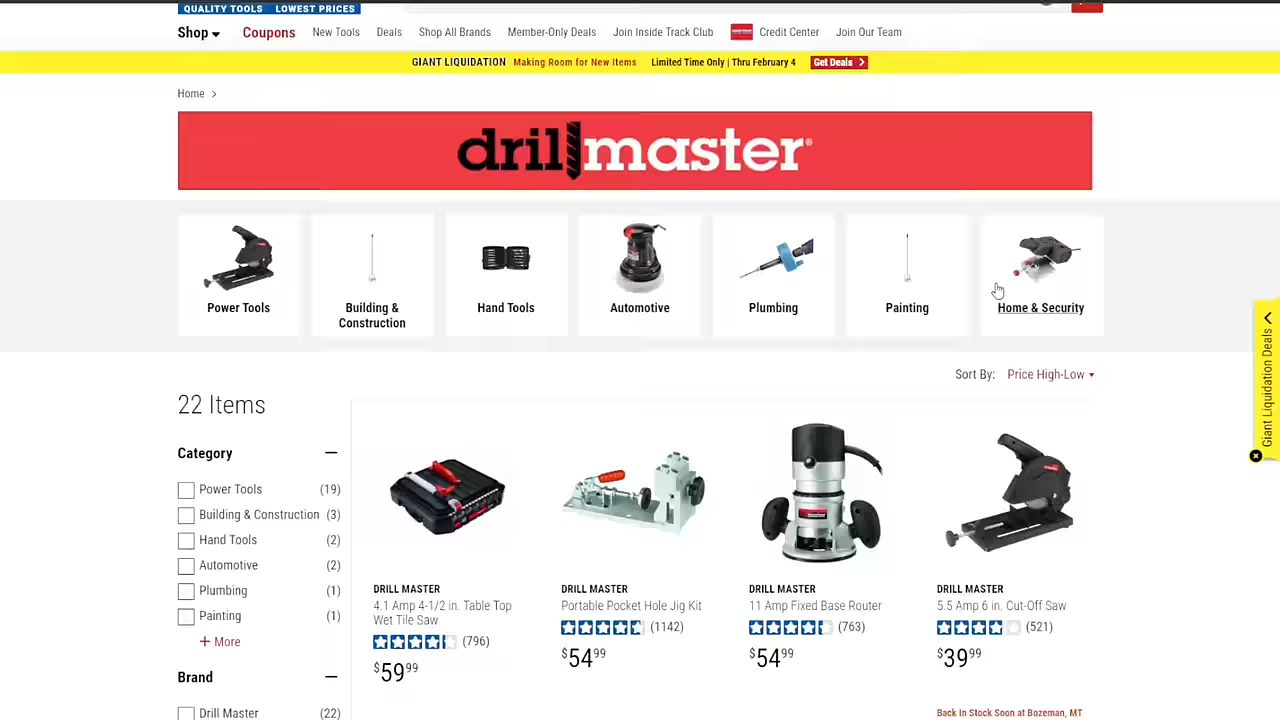 QUALITY TOOLS LOWEST PRICES
Shop Coupons New Tools Deals Shop All Brands Member-Only Deals Join Inside Track Club Credit Center Join Our Team
GIANT LIQUIDATION Making Room for New Items Limited Time Only | Thru February 4 Get Deals
Home >
drillmaster®
Power Tools
Building &
Construction
Hand Tools
Automotive
Plumbing
Painting
Home & Security
Giant Liquidation Deals
Sort By: Price High-Low
22 Items
Category
Power Tools (19)
Building & Construction (3)
Hand Tools (2)
Automotive (2)
Plumbing (1)
Painting (1)
+ More
Brand
Drill Master (22)
DRILL MASTER
4.1 Amp 4-1/2 in. Table Top
Wet Tile Saw
(796)
$59.99
DRILL MASTER
Portable Pocket Hole Jig Kit
(1142)
$54.99
master
DRILL MASTER
11 Amp Fixed Base Router
(763)
$54.99
DRILL MASTER
5.5 Amp 6 in. Cut-Off Saw
(521)
$39.99
Back In Stock Soon at Bozeman, MT